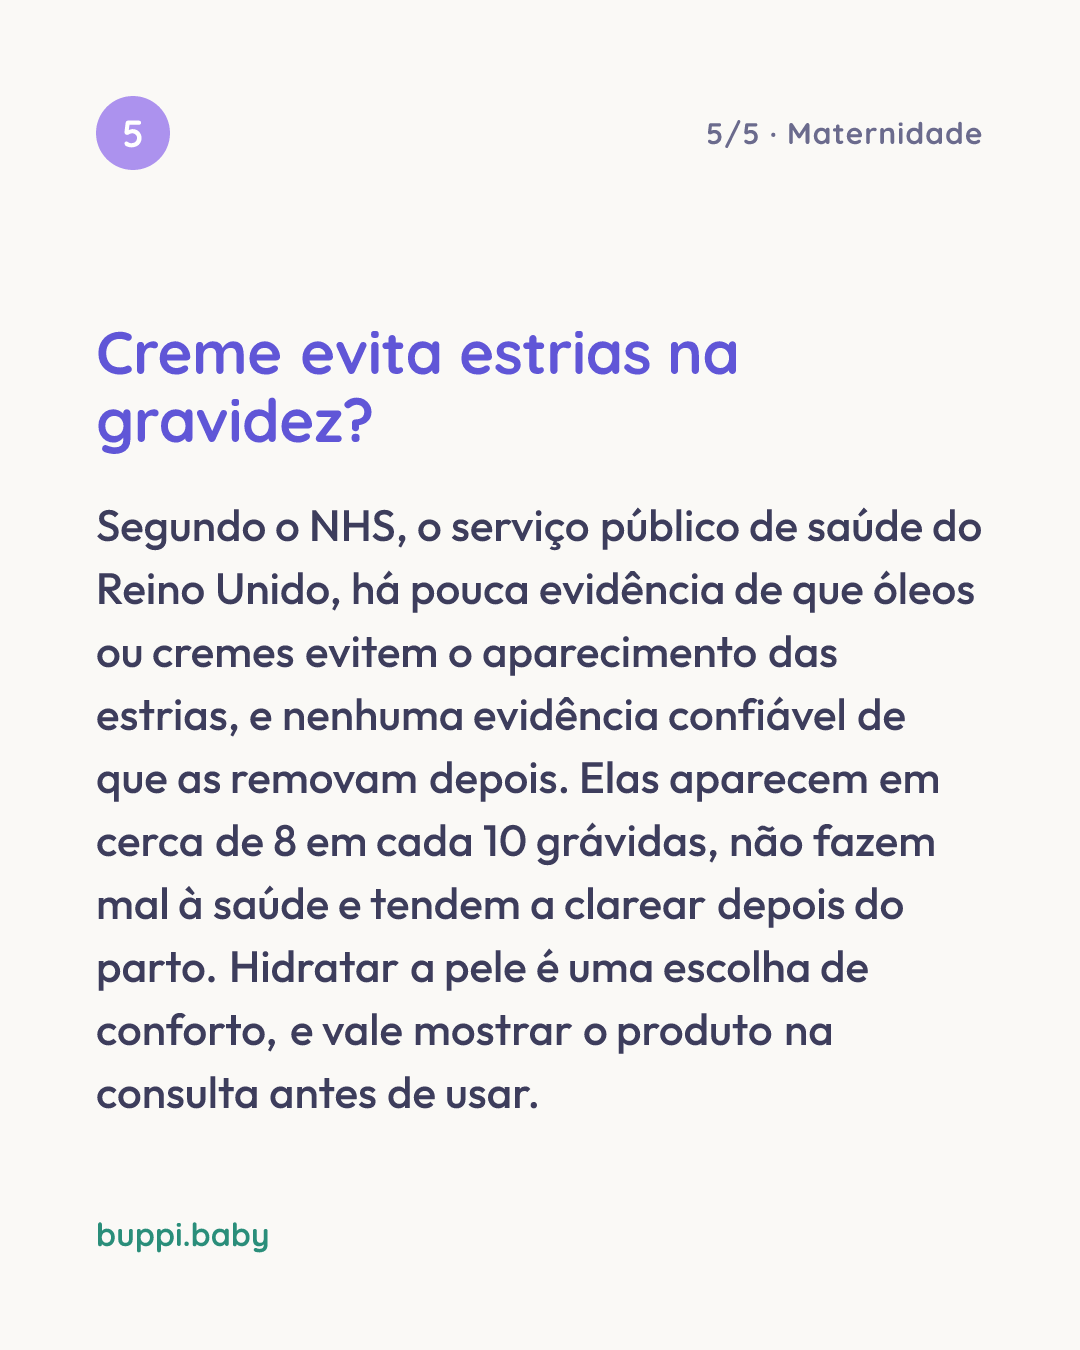 5
5/5 · Maternidade
Creme evita estrias na
gravidez?
Segundo o NHS, o serviço público de saúde do
Reino Unido, há pouca evidência de que óleos
ou cremes evitem o aparecimento das
estrias, e nenhuma evidência confiável de
que as removam depois. Elas aparecem em
cerca de 8 em cada 10 grávidas, não fazem
mal à saúde e tendem a clarear depois do
parto. Hidratar a pele é uma escolha de
conforto, e vale mostrar o produto na
consulta antes de usar.
buppi.baby